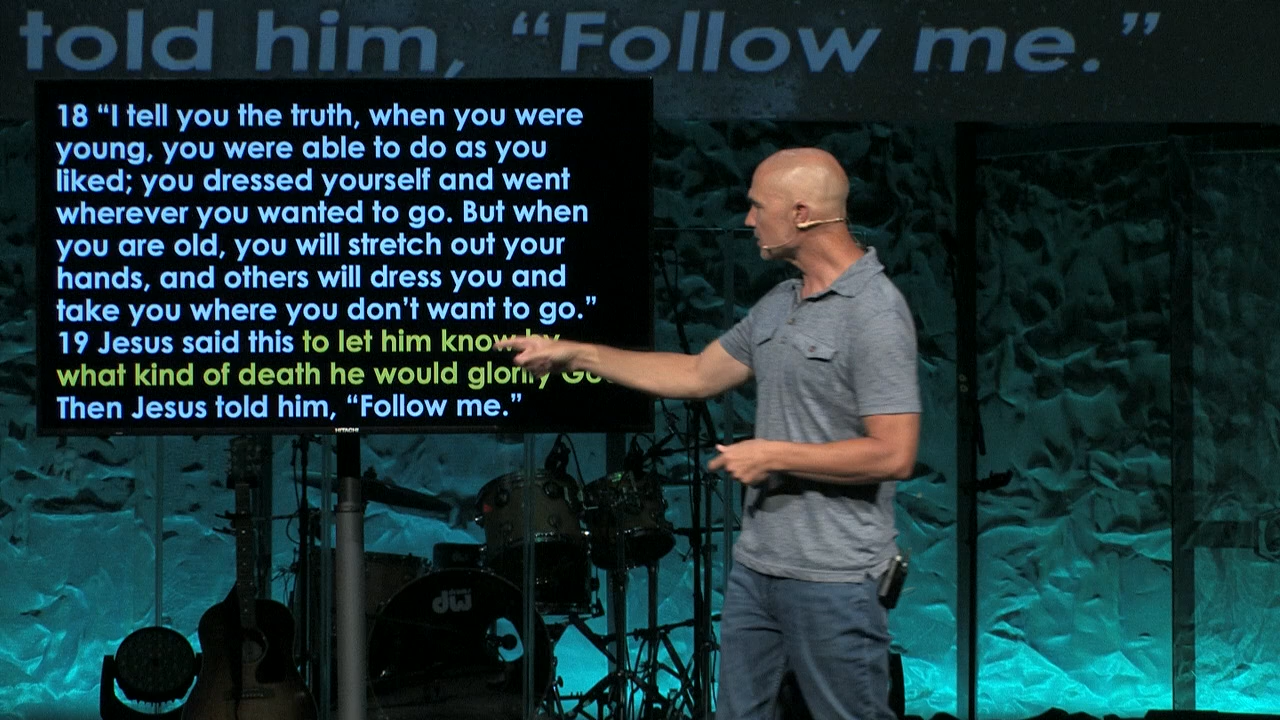 told him, “Follow me.”
18 “I tell you the truth, when you were
young, you were able to do as you
liked; you dressed yourself and went
wherever you wanted to go. But when
you are old, you will stretch out your
hands, and others will dress you and
take you where you don’t want to go.”
19 Jesus said this to let him know by
what kind of death he would glorify
Then Jesus told him, “Follow me.”
HITACHI
dw